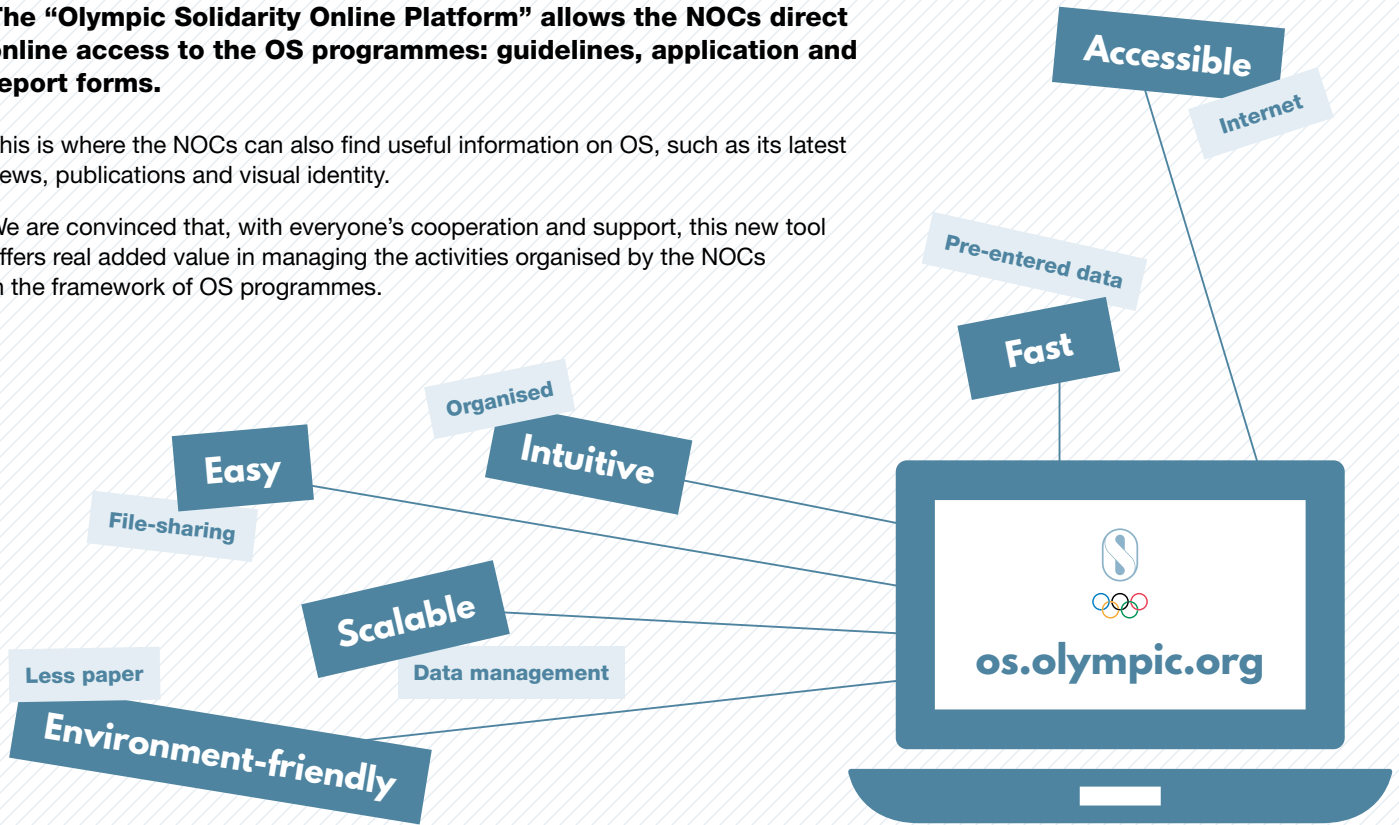 The “Olympic Solidarity Online Platform” allows the NOCs direct
online access to the OS programmes: guidelines, application and
report forms.
his is where the NOCs can also find useful information on OS, such as its latest
ews, publications and visual identity.
We are convinced that, with everyone’s cooperation and support, this new tool
ffers real added value in managing the activities organised by the NOCs
n the framework of OS programmes.
Accessible
Internet
Pre-entered data
Fast
Organised
Intuitive
Easy
File-sharing
Scalable
Data management
Less paper
Environment-friendly
os.olympic.org